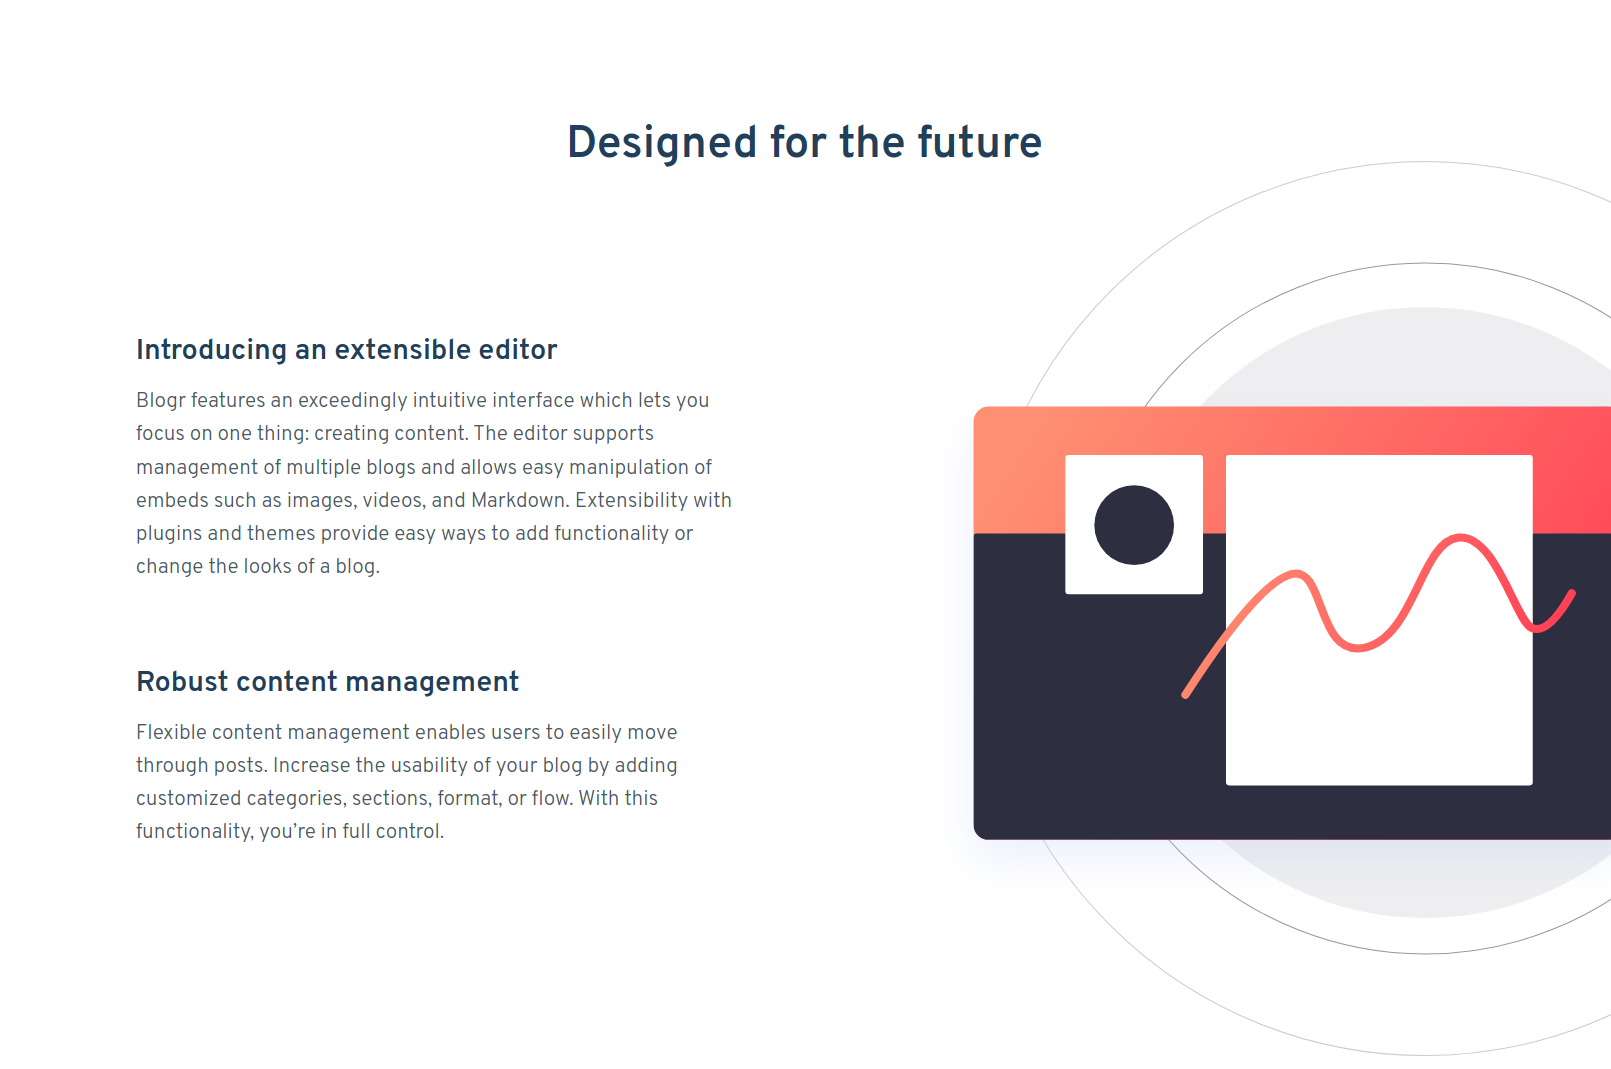 Designed for the future
Introducing an extensible editor
Blogr features an exceedingly intuitive interface which lets you
focus on one thing: creating content. The editor supports
management of multiple blogs and allows easy manipulation of
embeds such as images, videos, and Markdown. Extensibility with
plugins and themes provide easy ways to add functionality or
change the looks of a blog.
Robust content management
Flexible content management enables users to easily move
through posts. Increase the usability of your blog by adding
customized categories, sections, format, or flow. With this
functionality, you’re in full control.